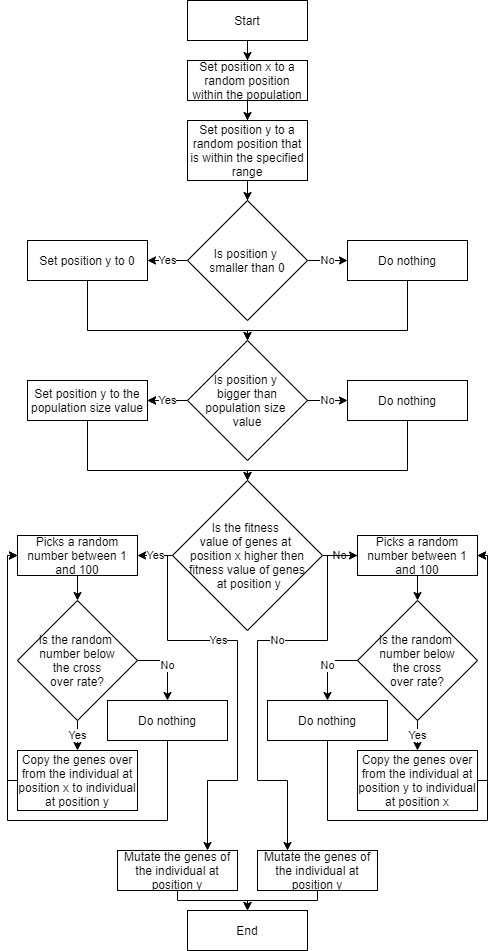 Start
Set position x to a
random position
within the population
Set position y to a
random position that
is within the specified
range
Is position y
smaller than 0
Yes
No
Set position y to 0
Do nothing
Is position y
bigger than
population size
value
Yes
No
Set position y to the
population size value
Do nothing
Is the fitness
value of genes at
position x higher then
fitness value of genes
at position y
Yes
No
Picks a random
number between 1
and 100
Picks a random
number between 1
and 100
Is the random
number below
the cross
over rate?
Yes
No
Is the random
number below
the cross
over rate?
No
No
Do nothing
Do nothing
Yes
Yes
Copy the genes over
from the individual at
position x to individual
at position y
Copy the genes over
from the individual at
position y to individual
at position x
Mutate the genes of
the individual at
position y
Mutate the genes of
the individual at
position y
End